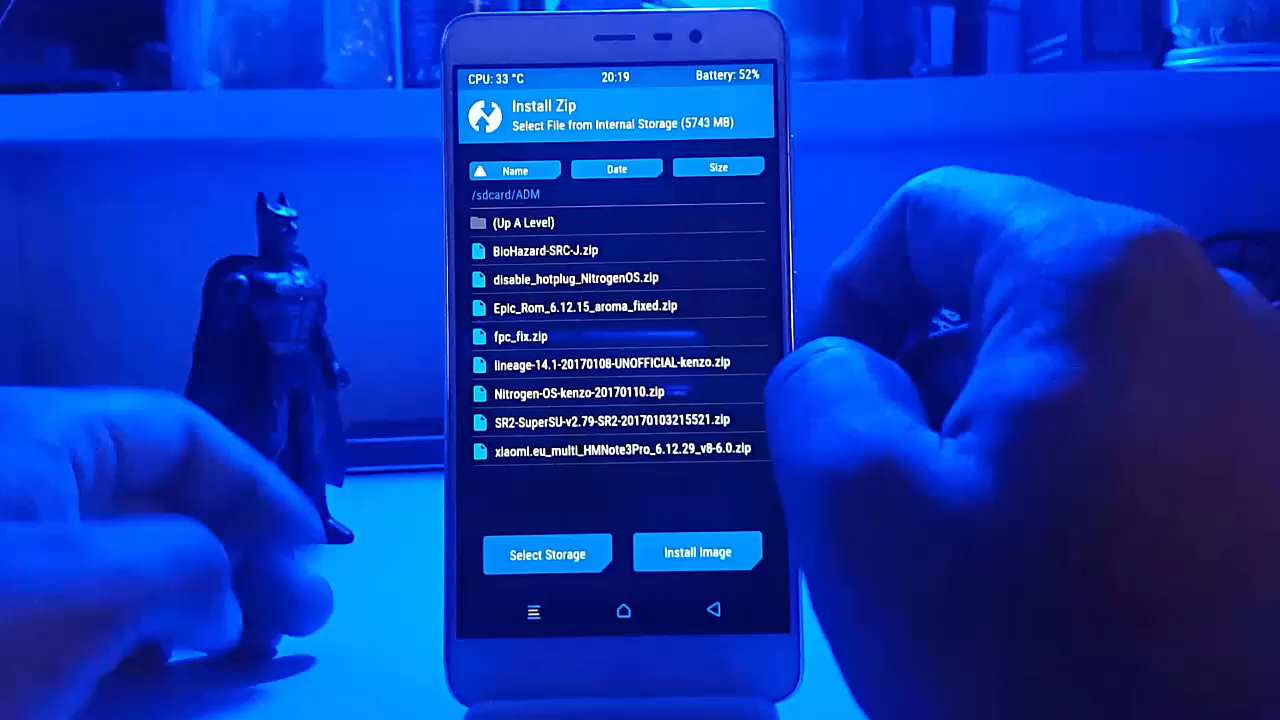 CPU: 33 °C 20:19 Battery: 52%
Install Zip
Select File from Internal Storage (5743 MB)
Name Date Size
/sdcard/ADM
(Up A Level)
BioHazard-SRC-J.zip
disable_hotplug_NitrogenOS.zip
Epic_Rom_6.12.15_aroma_fixed.zip
fpc_fix.zip
lineage-14.1-20170108-UNOFFICIAL-kenzo.zip
Nitrogen-OS-kenzo-20170110.zip
SR2-SuperSU-v2.79-SR2-20170103215521.zip
xiaomi.eu_multi_HMNote3Pro_6.12.29_v8-6.0.zip
Select Storage Install Image